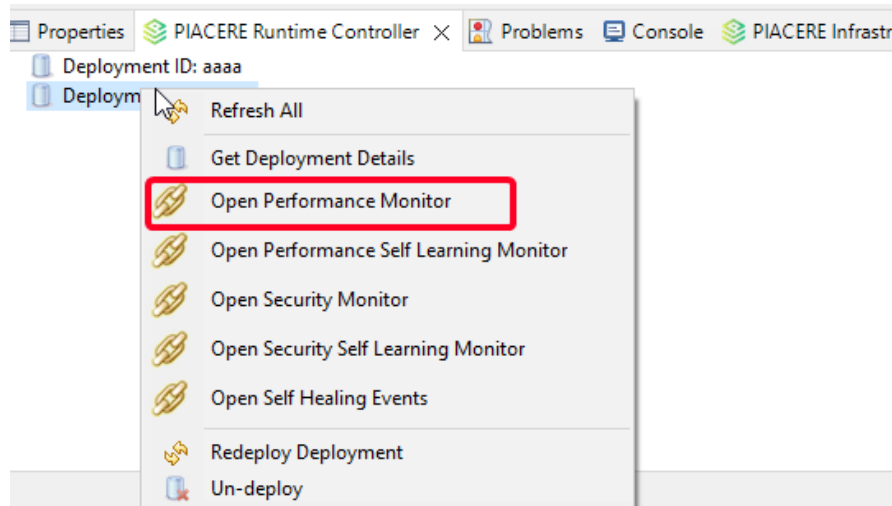 Properties PIACERE Runtime Controller Problems Console PIACERE Infrastr
Deployment ID: aaaa
Deploym
Refresh All
Get Deployment Details
Open Performance Monitor
Open Performance Self Learning Monitor
Open Security Monitor
Open Security Self Learning Monitor
Open Self Healing Events
Redeploy Deployment
Un-deploy